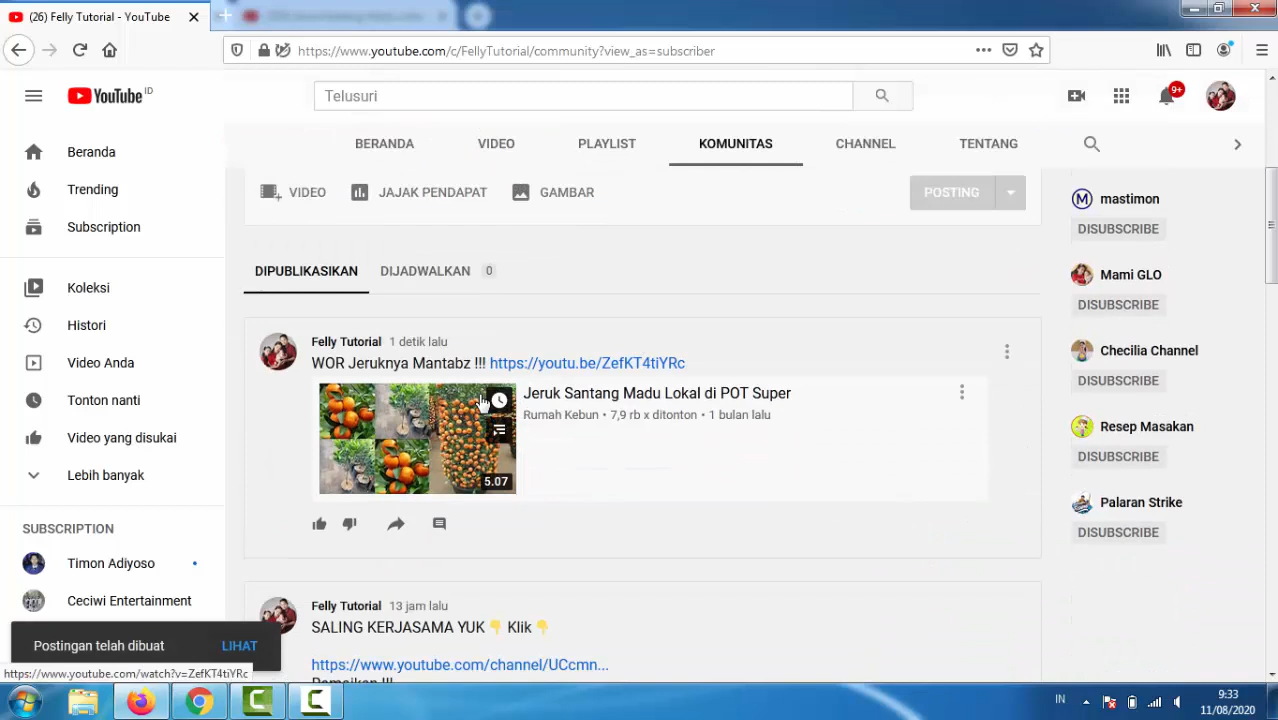 (26) Felly Tutorial - YouTube
https://www.youtube.com/c/FellyTutorial/community?view_as=subscriber
YouTube ID
Telusuri
9+
BERANDA VIDEO PLAYLIST KOMUNITAS CHANNEL TENTANG
Beranda
Trending
Subscription
Koleksi
Histori
Video Anda
Tonton nanti
Video yang disukai
Lebih banyak
SUBSCRIPTION
Timon Adiyoso
Ceciwi Entertainment
VIDEO JAJAK PENDAPAT GAMBAR POSTING
DIPUBLIKASIKAN DIJADWALKAN 0
Felly Tutorial 1 detik lalu
WOR Jeruknya Mantabz !!! https://youtu.be/ZefKT4tiYRc
Jeruk Santang Madu Lokal di POT Super
Rumah Kebun • 7,9 rb x ditonton • 1 bulan lalu
5.07
Felly Tutorial 13 jam lalu
SALING KERJASAMA YUK 👇 Klik 👇
https://www.youtube.com/channel/UCcmn...
mastimon
DISUBSCRIBE
Mami GLO
DISUBSCRIBE
Checilia Channel
DISUBSCRIBE
Resep Masakan
DISUBSCRIBE
Palaran Strike
DISUBSCRIBE
Postingan telah dibuat LIHAT
https://www.youtube.com/watch?v=ZefKT4tiYRc
IN
9:33
11/08/2020